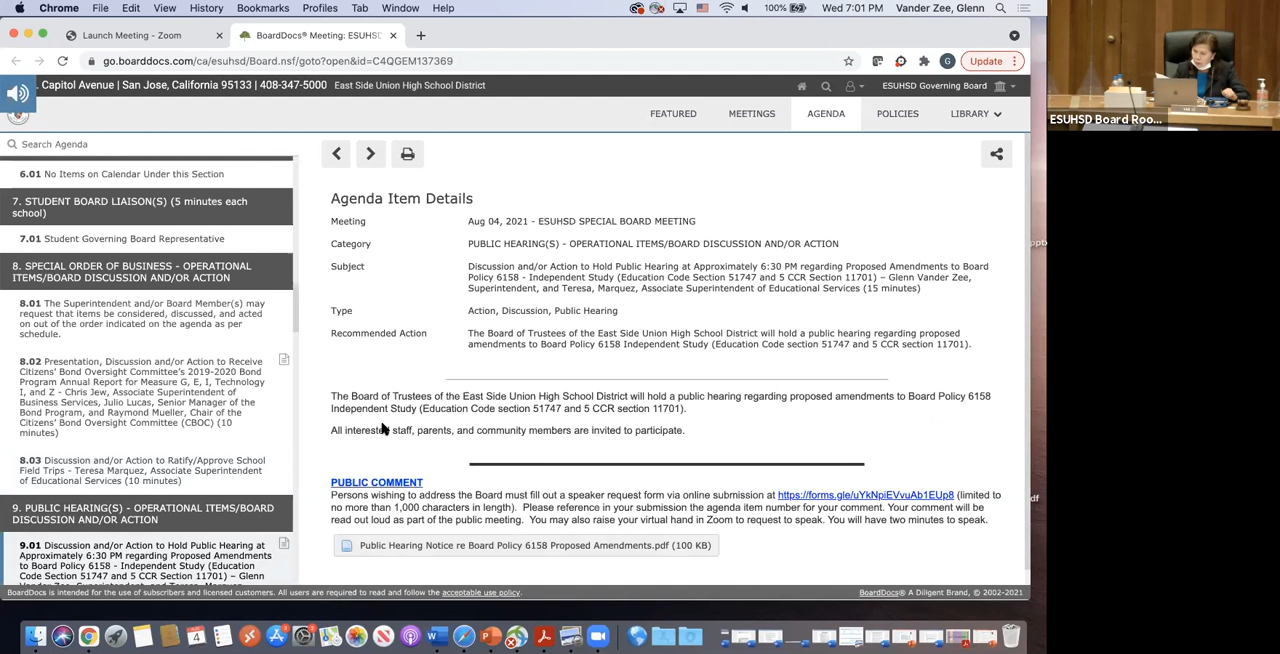 Chrome File Edit View History Bookmarks Profiles Tab Window Help
100% Wed 7:01 PM Vander Zee, Glenn
Launch Meeting - Zoom
BoardDocs® Meeting: ESUHSD
go.boarddocs.com/ca/esuhsd/Board.nsf/goto?open&id=C4QGEM137369
G
Update
Capitol Avenue | San Jose, California 95133 | 408-347-5000 East Side Union High School District
ESUHSD Governing Board
FEATURED MEETINGS AGENDA POLICIES LIBRARY
Search Agenda
6.01 No Items on Calendar Under this Section
7. STUDENT BOARD LIAISON(S) (5 minutes each
school)
7.01 Student Governing Board Representative
8. SPECIAL ORDER OF BUSINESS - OPERATIONAL
ITEMS/BOARD DISCUSSION AND/OR ACTION
8.01 The Superintendent and/or Board Member(s) may
request that items be considered, discussed, and acted
on out of the order indicated on the agenda as per
schedule.
8.02 Presentation, Discussion and/or Action to Receive
Citizens' Bond Oversight Committee's 2019-2020 Bond
Program Annual Report for Measure G, E, I, Technology
I, and Z - Chris Jew, Associate Superintendent of
Business Services, Julio Lucas, Senior Manager of the
Bond Program, and Raymond Mueller, Chair of the
Citizens' Bond Oversight Committee (CBOC) (10
minutes)
8.03 Discussion and/or Action to Ratify/Approve School
Field Trips - Teresa Marquez, Associate Superintendent
of Educational Services (10 minutes)
9. PUBLIC HEARING(S) - OPERATIONAL ITEMS/BOARD
DISCUSSION AND/OR ACTION
9.01 Discussion and/or Action to Hold Public Hearing at
Approximately 6:30 PM regarding Proposed
Amendments to Board Policy 6158 - Independent Study (Education
Code Section 51747 and 5 CCR Section 11701) – Glenn
Agenda Item Details
Meeting Aug 04, 2021 - ESUHSD SPECIAL BOARD MEETING
Category PUBLIC HEARING(S) - OPERATIONAL ITEMS/BOARD DISCUSSION AND/OR ACTION
Subject Discussion and/or Action to Hold Public Hearing at Approximately 6:30 PM regarding Proposed Amendments to Board
Policy 6158 - Independent Study (Education Code Section 51747 and 5 CCR 11701) – Glenn Vander Zee,
Superintendent, and Teresa, Marquez, Associate Superintendent of Educational Services (15 minutes)
Type Action, Discussion, Public Hearing
Recommended Action The Board of Trustees of the East Side Union High School District will hold a public hearing regarding proposed
amendments to Board Policy 6158 Independent Study (Education Code section 51747 and 5 CCR section 11701).
The Board of Trustees of the East Side Union High School District will hold a public hearing regarding proposed amendments to Board Policy 6158
Independent Study (Education Code section 51747 and 5 CCR section 11701).
All interested staff, parents, and community members are invited to participate.
PUBLIC COMMENT
Persons wishing to address the Board must fill out a speaker request form via online submission at https://forms.gle/uYkNpiEVvuAb1EUp8 (limited to
no more than 1,000 characters in length). Please reference in your submission the agenda item number for your comment. Your comment will be
read out loud as part of the public meeting. You may also raise your virtual hand in Zoom to request to speak. You will have two minutes to speak.
Public Hearing Notice re Board Policy 6158 Proposed Amendments.pdf (100 KB)
BoardDocs is intended for the use of subscribers and licensed customers. All users are required to read and follow the acceptable use policy.
BoardDocs® A Diligent Brand, © 2002-2021
ESUHSD Board Roo...